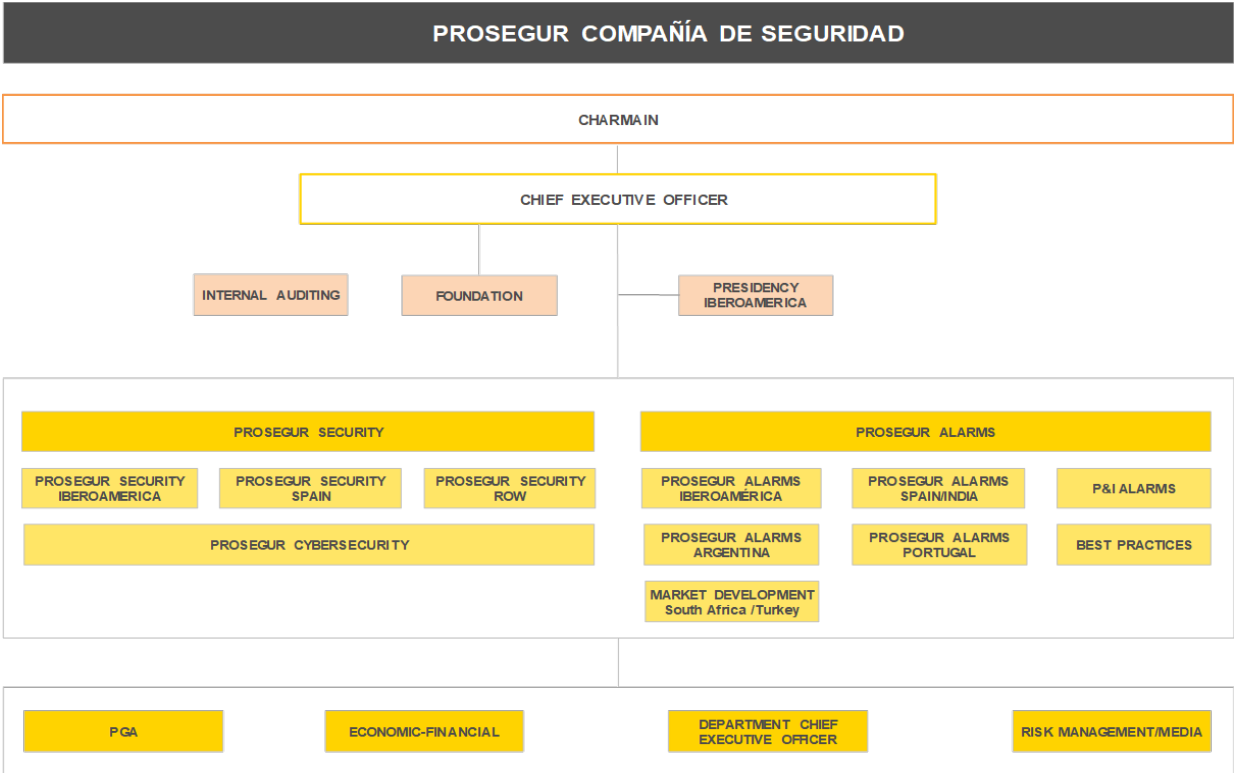 PROSEGUR COMPAÑÍA DE SEGURIDAD
CHARMAIN
CHIEF EXECUTIVE OFFICER
INTERNAL AUDITING
FOUNDATION
PRESIDENCY
IBEROAMERICA
PROSEGUR SECURITY
PROSEGUR ALARMS
PROSEGUR SECURITY
IBEROAMERICA
PROSEGUR SECURITY
SPAIN
PROSEGUR SECURITY
ROW
PROSEGUR ALARMS
IBEROAMÉRICA
PROSEGUR ALARMS
SPAIN/INDIA
P&I ALARMS
PROSEGUR CYBERSECURITY
PROSEGUR ALARMS
ARGENTINA
PROSEGUR ALARMS
PORTUGAL
BEST PRACTICES
MARKET DEVELOPMENT
South Africa /Turkey
PGA
ECONOMIC-FINANCIAL
DEPARTMENT CHIEF
EXECUTIVE OFFICER
RISK MANAGEMENT/MEDIA